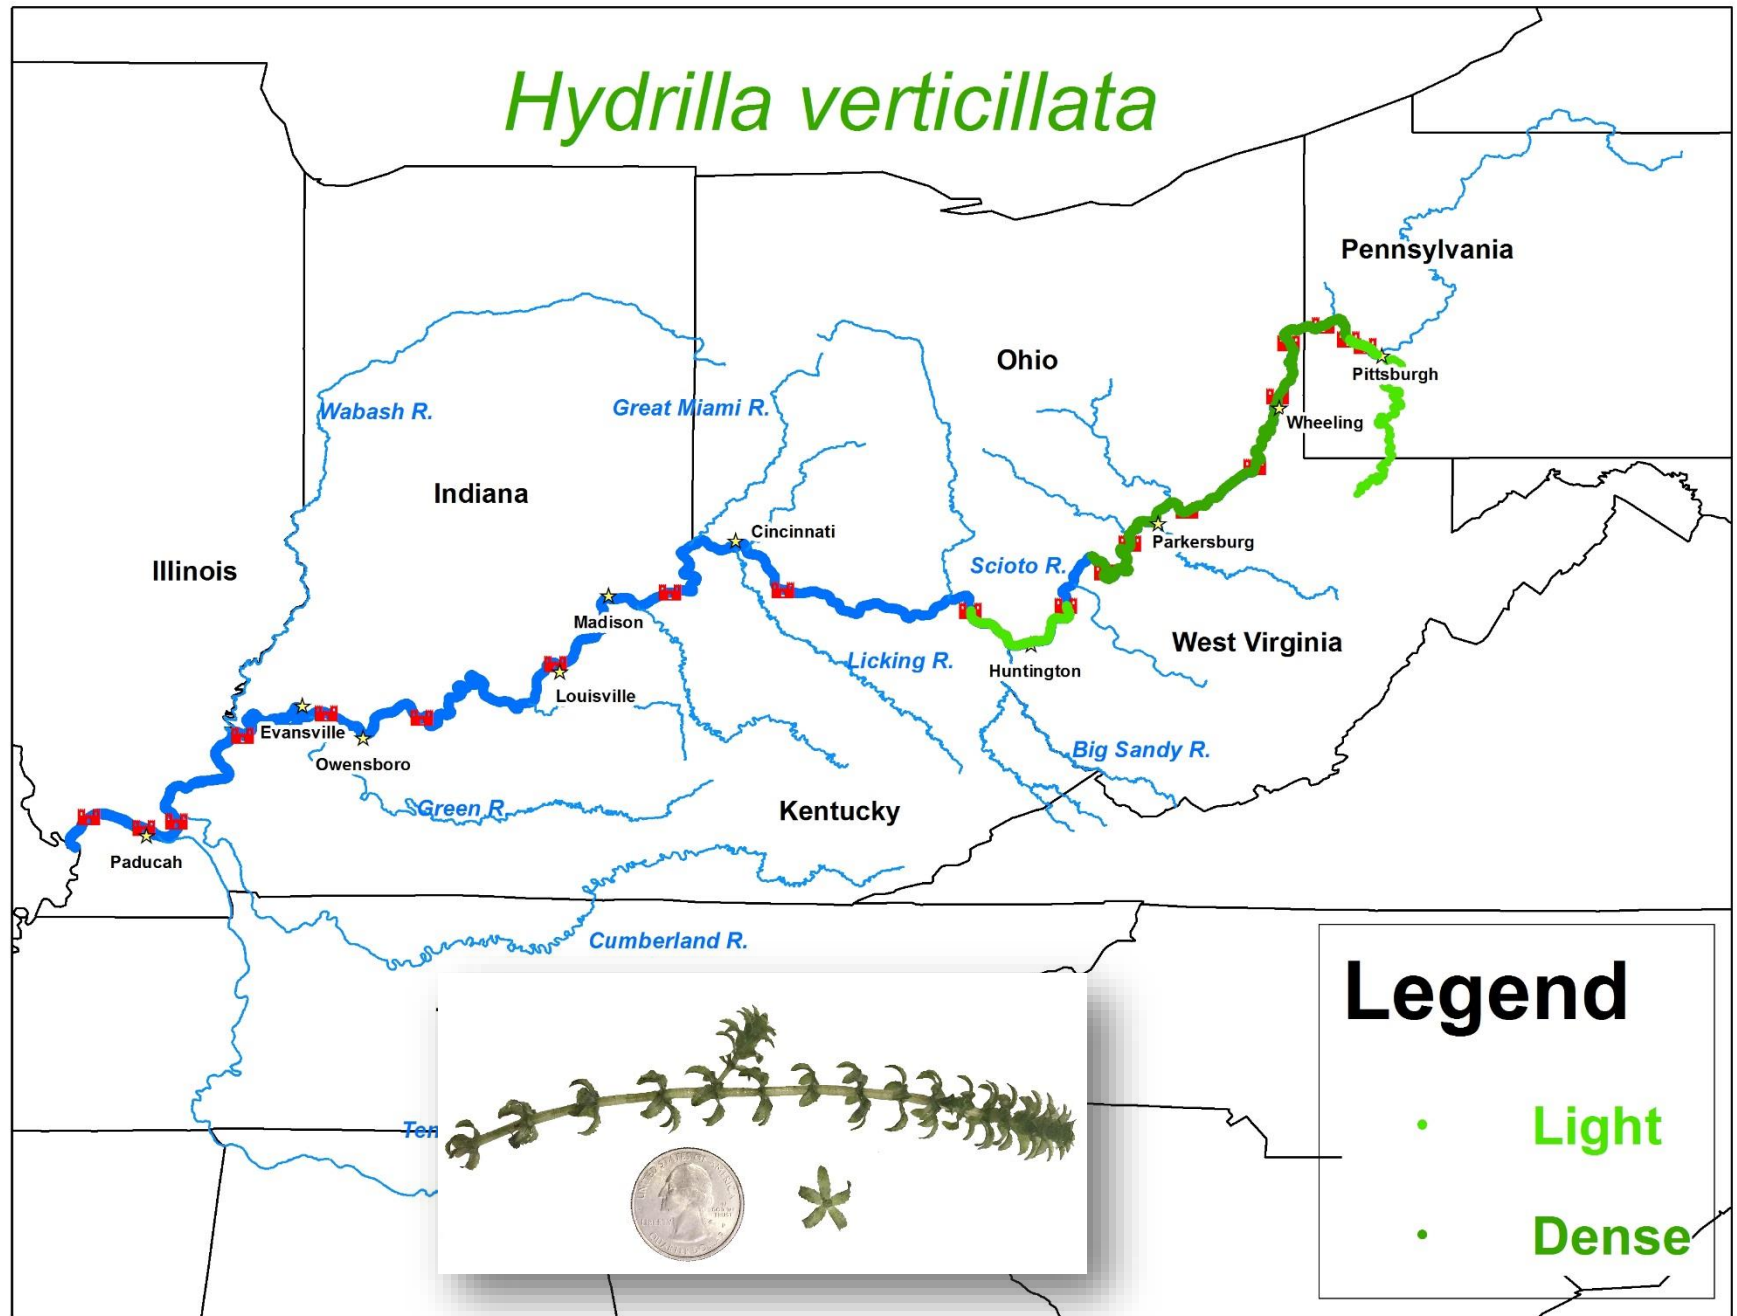 Hydrilla verticillata
Pennsylvania
Ohio
Pittsburgh
Wabash R.
Great Miami R.
Wheeling
Indiana
Cincinnati
Parkersburg
Illinois
Scioto R.
Madison
West Virginia
Licking R.
Huntington
Louisville
Evansville
Big Sandy R.
Owensboro
Green R.
Kentucky
Paducah
Cumberland R.
Legend
Light
Ten
Dense